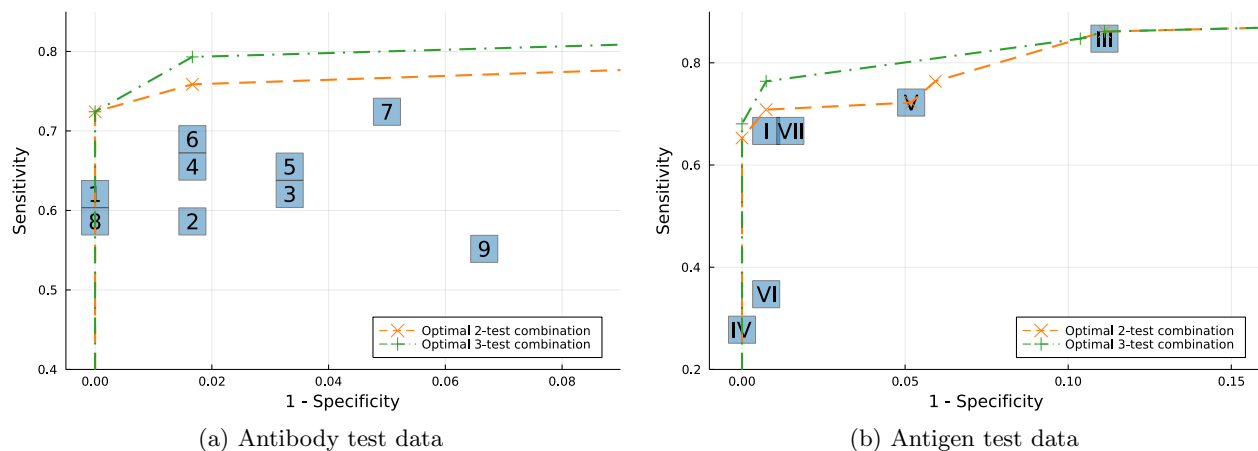 0.8
0.7
0.6
0.5
0.4
Sensitivity
6
4
7
5
3
1
8
2
9
Optimal 2-test combination
Optimal 3-test combination
0.00
0.02
0.04
0.06
0.08
1 - Specificity
(a) Antibody test data
0.8
0.6
0.4
0.2
Sensitivity
III
V
I
VII
VI
IV
Optimal 2-test combination
Optimal 3-test combination
0.00
0.05
0.10
0.15
1 - Specificity
(b) Antigen test data